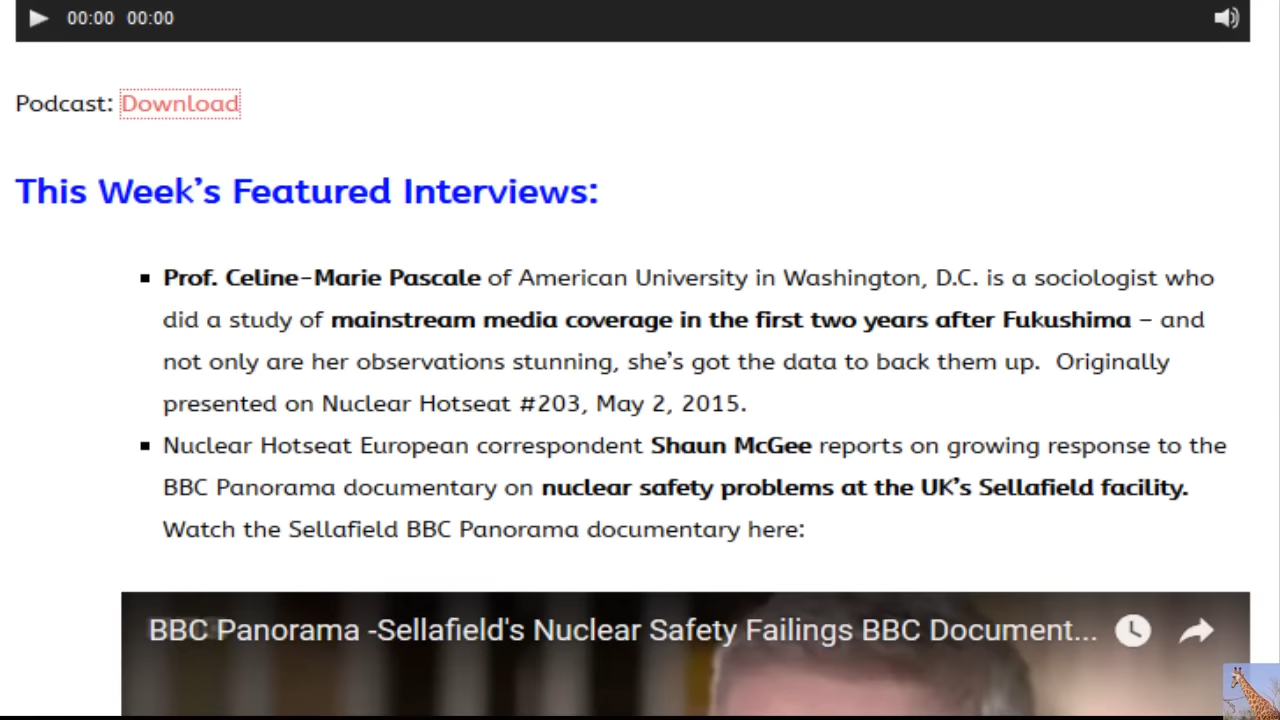 00:00 00:00
Podcast: Download
This Week’s Featured Interviews:
Prof. Celine-Marie Pascale of American University in Washington, D.C. is a sociologist who
did a study of mainstream media coverage in the first two years after Fukushima – and
not only are her observations stunning, she’s got the data to back them up.  Originally
presented on Nuclear Hotseat #203, May 2, 2015.
Nuclear Hotseat European correspondent Shaun McGee reports on growing response to the
BBC Panorama documentary on nuclear safety problems at the UK’s Sellafield facility.
Watch the Sellafield BBC Panorama documentary here:
BBC Panorama -Sellafield's Nuclear Safety Failings BBC Document...